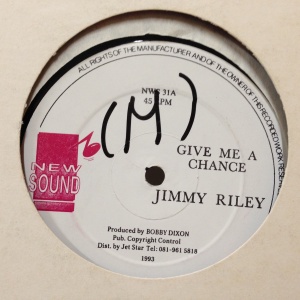 ALL RIGHTS OF THE MANUFACTURER AND OF THE OWNER OF THIS RECORDED WORK RESE
NWS 31A
45 RPM
(M)
GIVE ME A
CHANCE
JIMMY RILEY
NEW
SOUND
Produced by BOBBY DIXON
Pub. Copyright Control
Dist. by Jet Star Tel: 081-961 5818
1993